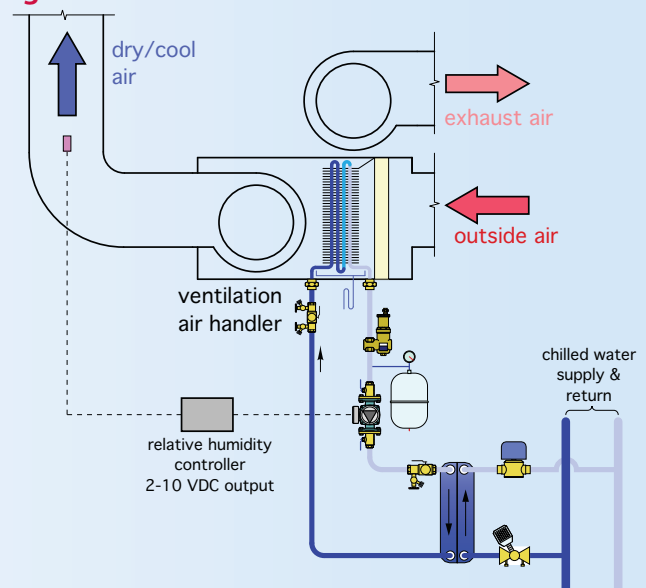 dry/cool
air
exhaust air
outside air
ventilation
air handler
chilled water
supply &
return
relative humidity
controller
2-10 VDC output